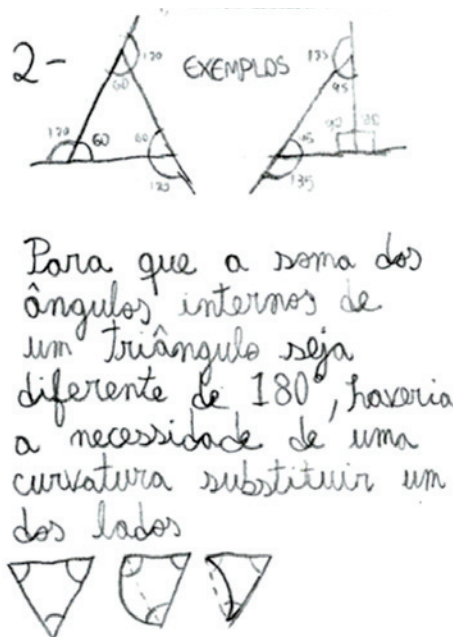 2-
EXEMPLOS
120
60
120
60
60
120
135
45
90
90
45
135
Para que a soma dos
ângulos internos de
um triângulo seja
diferente de 180°, haveria
a necessidade de uma
curvatura substituir um
dos lados